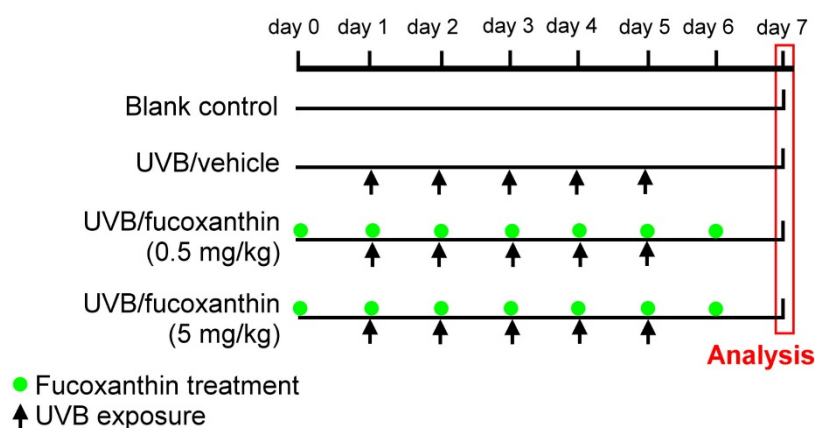 day 0 day 1 day 2 day 3 day 4 day 5 day 6 day 7
Blank control
UVB/vehicle
UVB/fucoxanthin
(0.5 mg/kg)
UVB/fucoxanthin
(5 mg/kg)
Analysis
Fucoxanthin treatment
UVB exposure